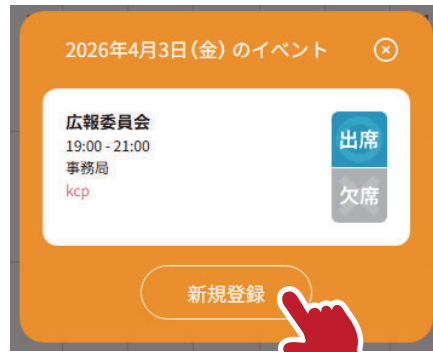 2026年4月3日(金) のイベント
広報委員会
19:00 - 21:00
事務局
kcp
出席
欠席
新規登録